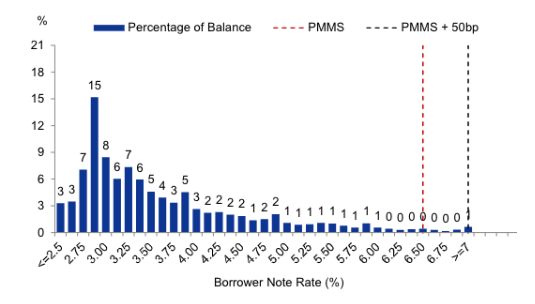 %
Percentage of Balance
PMMS
PMMS + 50bp
21
18
15
12
9
6
3
0
3 3 7 15 8 6 7 6 5 4 3 5 3 2 2 2 2 1 2 2 1 1 1 1 1 1 1 1 1 0 0 0 0 0 0 0 1
<=2.5 2.75 3.00 3.25 3.50 3.75 4.00 4.25 4.50 4.75 5.00 5.25 5.50 5.75 6.00 6.25 6.50 6.75 >=7
Borrower Note Rate (%)